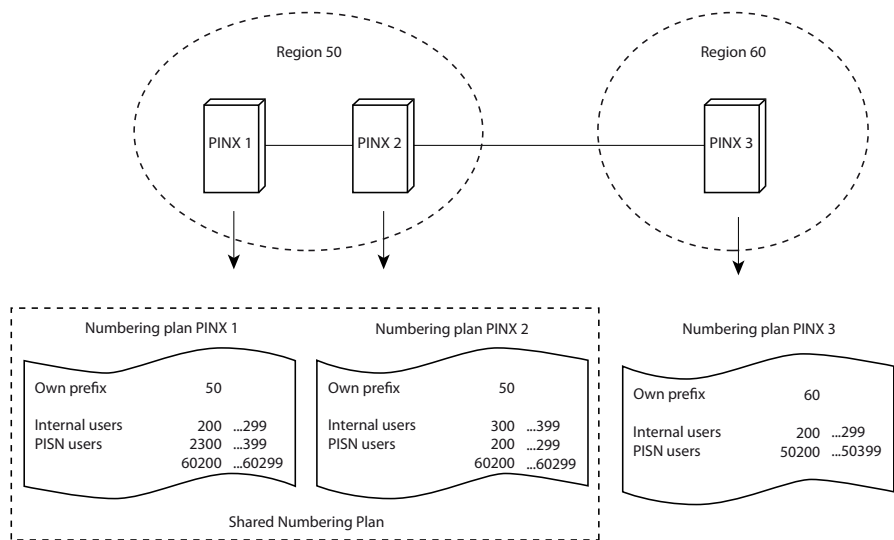 Region 50
Region 60
PINX 1
PINX 2
PINX 3
Numbering plan PINX 1
Own prefix 50
Internal users 200 ...299
PISN users 2300 ...399
60200 ...60299
Numbering plan PINX 2
Own prefix 50
Internal users 300 ...399
PISN users 200 ...299
60200 ...60299
Shared Numbering Plan
Numbering plan PINX 3
Own prefix 60
Internal users 200 ...299
PISN users 50200 ...50399